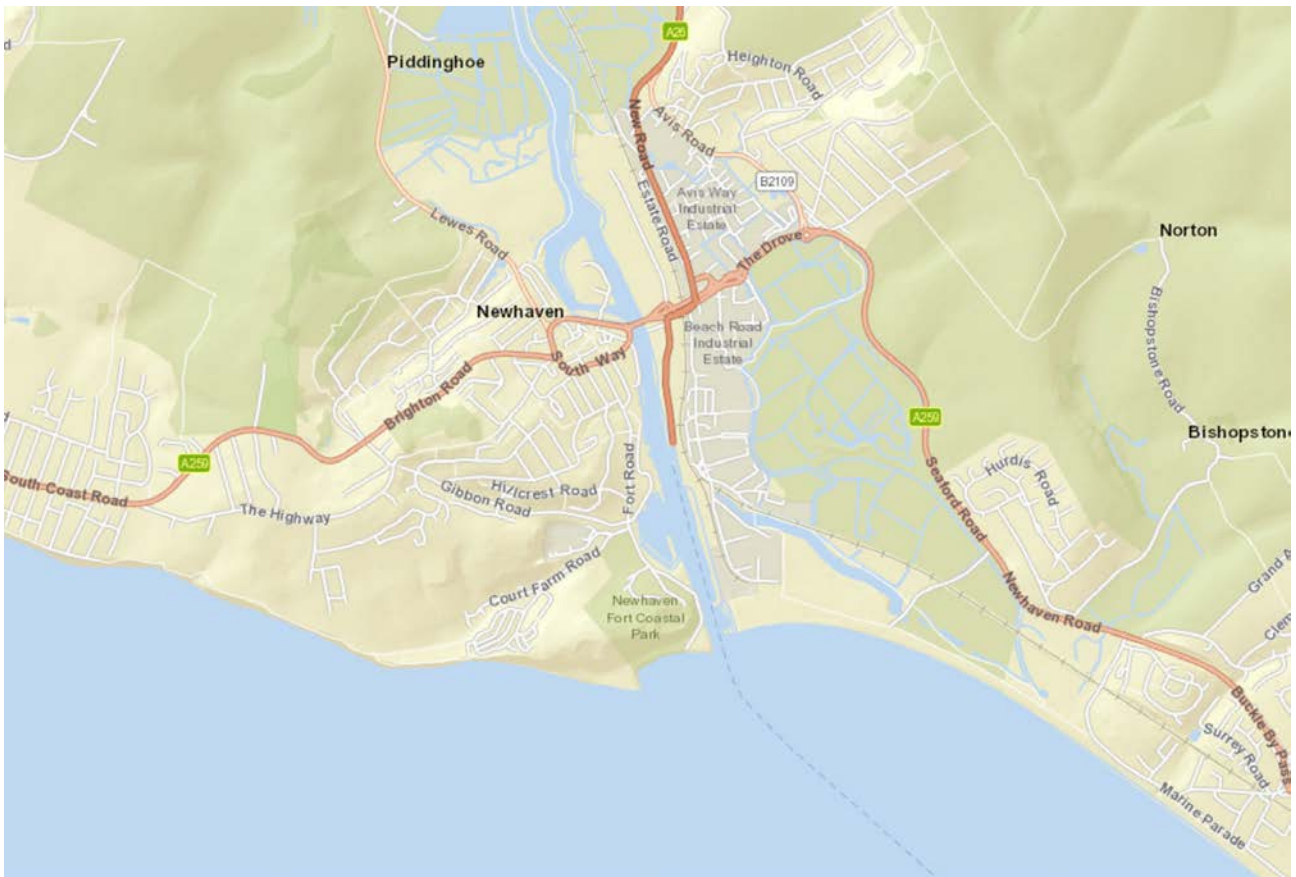 A26
Heighton Road
Piddinghoe
New Road
Avis Road
Estate Road
B2109
Avis Way
Industrial
Estate
Lewes Road
The Drove
Norton
Newhaven
Bishopstone Road
South Way
Beach Road
Industrial
Estate
Brighton Road
A259
Bishopstone
A259
Seaford Road
Hurdis Road
South Coast Road
Hillcrest Road
Gibbon Road
Fort Road
The Highway
Court Farm Road
Newhaven
Fort Coastal
Park
Newhaven Road
Grand A
Clem
Buckle By Pass
Surrey Road
Marine Parade